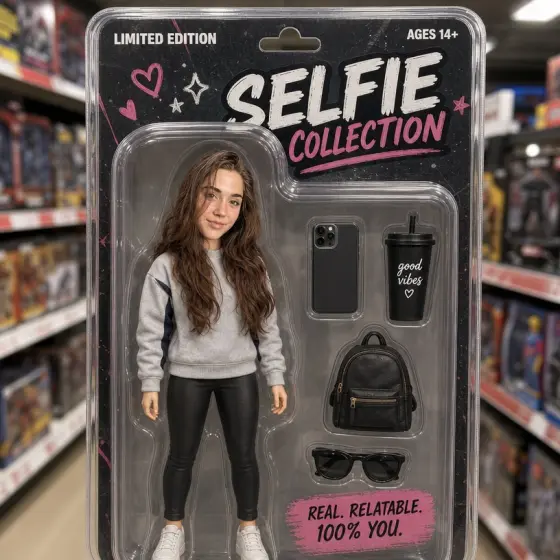 LIMITED EDITION
AGES 14+
SELFIE
COLLECTION
good
vibes
REAL. RELATABLE.
100% YOU.